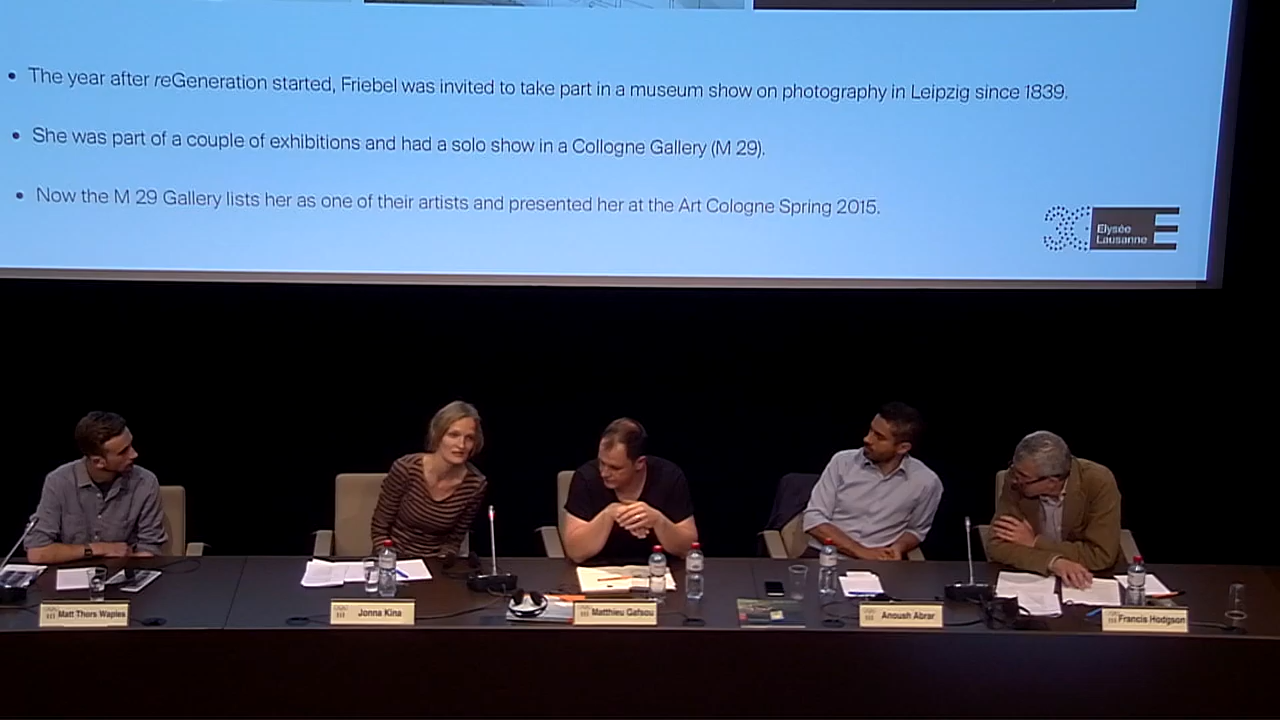 • The year after reGeneration started, Friebel was invited to take part in a museum show on photography in Leipzig since 1839.
• She was part of a couple of exhibitions and had a solo show in a Collogne Gallery (M 29).
• Now the M 29 Gallery lists her as one of their artists and presented her at the Art Cologne Spring 2015.
Elysée
Lausanne
Matt Thors Waples
Jonna Kina
Matthieu Gafsou
Anoush Abrar
Francis Hodgson